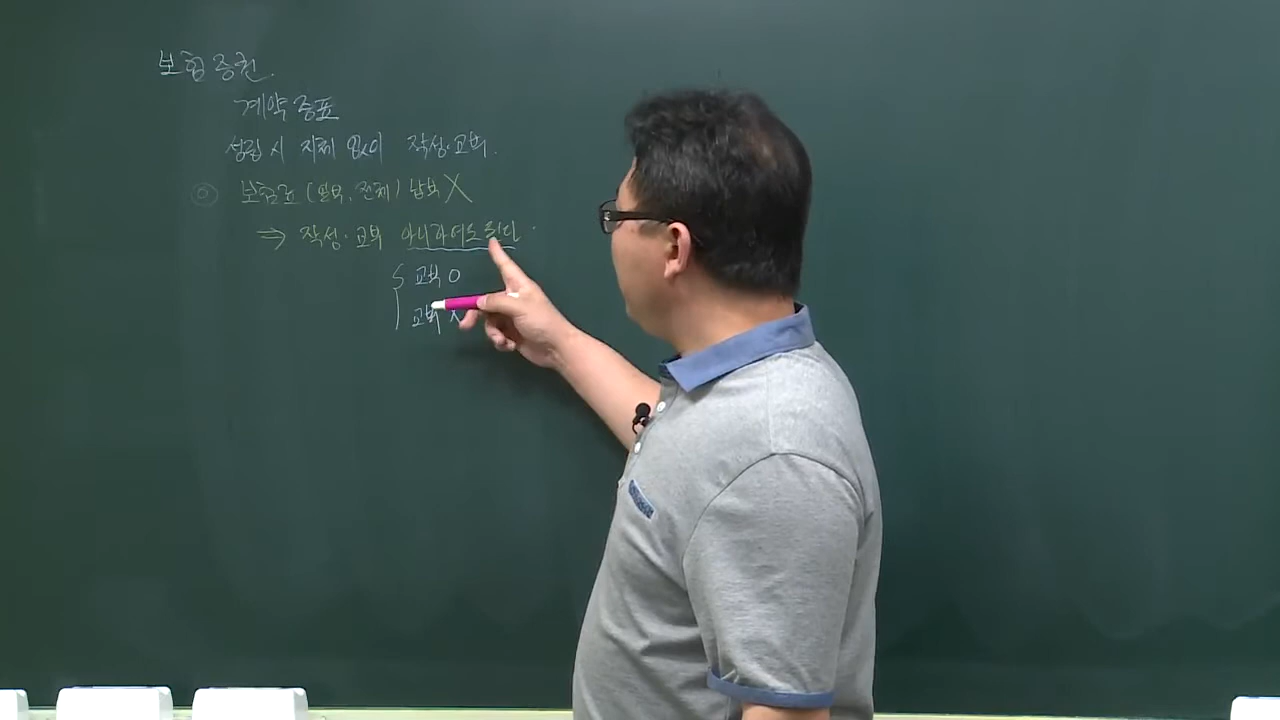 보험증권.
계약증표
성립 시 지체 없이 작성·교부.
◎ 보험료 (일부, 전체) 납부 X
⇒ 작성·교부 아니하여도 된다.
교부 O
교부 X